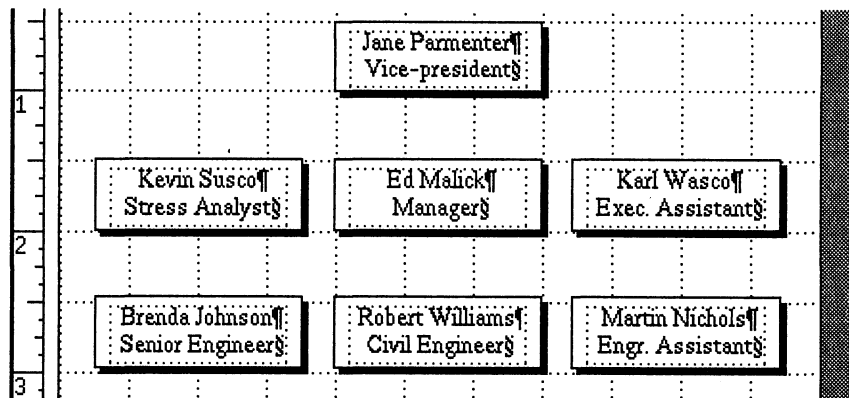 Jane Parmenter¶
Vice-president§
1
Kevin Susco¶
Stress Analyst§
Ed Malick¶
Manager§
Karl Wasco¶
Exec. Assistant§
2
Brenda Johnson¶
Senior Engineer§
Robert Williams¶
Civil Engineer§
Martin Nichols¶
Engr. Assistant§
3